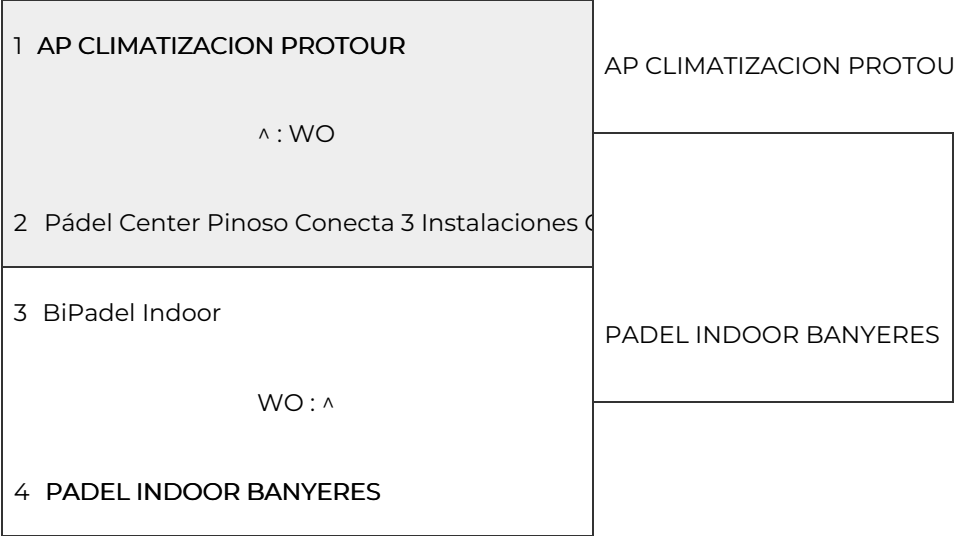 1 AP CLIMATIZACION PROTOUR
^ : WO
2 Pádel Center Pinoso Conecta 3 Instalaciones
3 BiPadel Indoor
WO : ^
4 PADEL INDOOR BANYERES
AP CLIMATIZACION PROTOU
PADEL INDOOR BANYERES